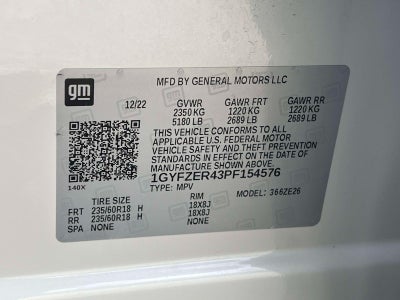 gm
MFD BY GENERAL MOTORS LLC
12/22 GVWR GAWR FRT GAWR RR
2350 KG 1220 KG 1220 KG
5180 LB 2689 LB 2689 LB
THIS VEHICLE CONFORMS TO ALL
APPLICABLE U.S. FEDERAL MOTOR
VEHICLE SAFETY AND THEFT PREVENTION
STANDARDS IN EFFECT ON THE DATE OF
MANUFACTURE SHOWN ABOVE.
140X 1GYFZER43PF154576
TYPE: MPV MODEL: 366ZE26
TIRE SIZE RIM
FRT 235/60R18 H 18X8J
RR 235/60R18 H 18X8J
SPA NONE NONE